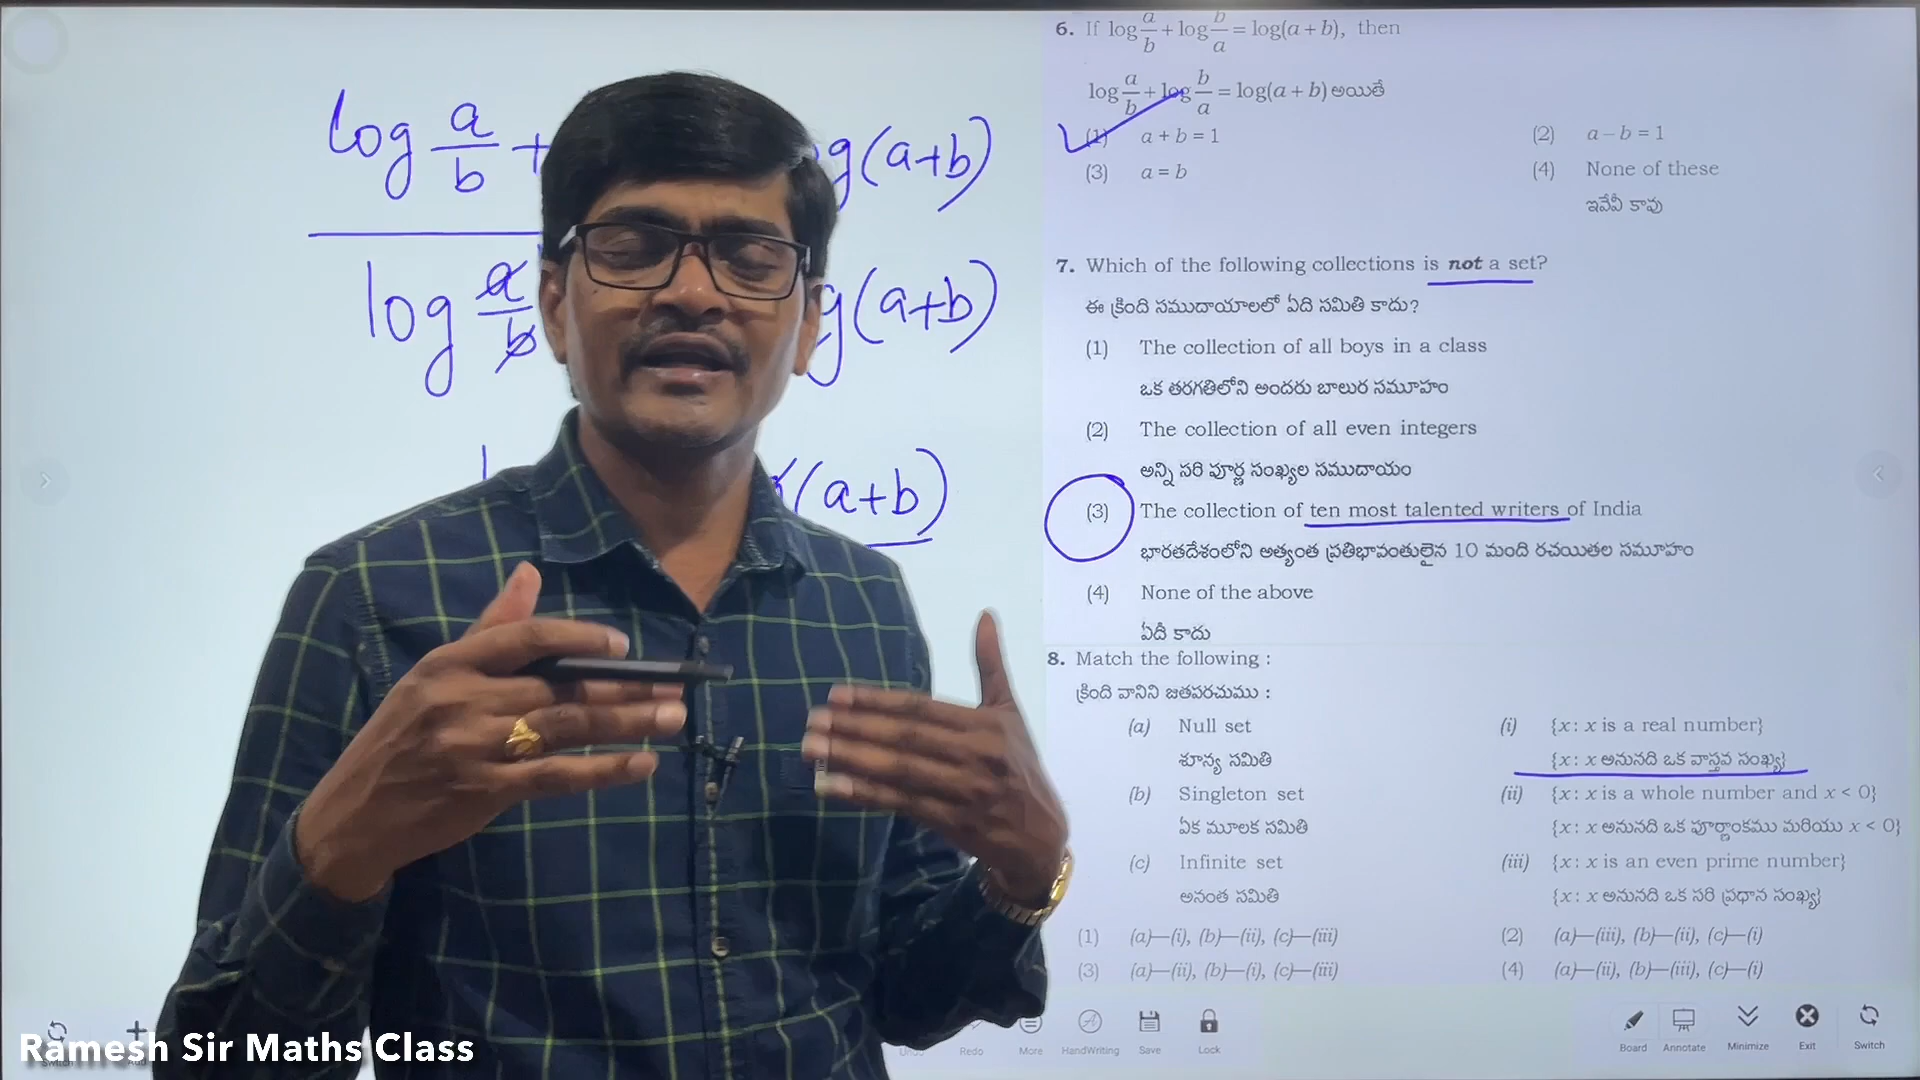 log a/b + g(a+b)
log a/b g(a+b)
(a+b)
6. If log a/b + log b/a = log(a + b), then
log a/b + log b/a = log(a + b) అయితే
(1) a + b = 1
(2) a – b = 1
(3) a = b
(4) None of these
ఇవేవీ కావు
7. Which of the following collections is not a set?
ఈ క్రింది సముదాయాలలో ఏది సమితి కాదు?
(1) The collection of all boys in a class
ఒక తరగతిలోని అందరు బాలుర సమూహం
(2) The collection of all even integers
అన్ని సరి పూర్ణ సంఖ్యల సముదాయం
(3) The collection of ten most talented writers of India
భారతదేశంలోని అత్యంత ప్రతిభావంతులైన 10 మంది రచయితల సమూహం
(4) None of the above
ఏదీ కాదు
8. Match the following :
క్రింది వానిని జతపరచుము :
(a) Null set
శూన్య సమితి
(b) Singleton set
ఏక మూలక సమితి
(c) Infinite set
అనంత సమితి
(i) {x : x is a real number}
{x : x అనునది ఒక వాస్తవ సంఖ్య}
(ii) {x : x is a whole number and x < 0}
{x : x అనునది ఒక పూర్ణాంకము మరియు x < 0}
(iii) {x : x is an even prime number}
{x : x అనునది ఒక సరి ప్రధాన సంఖ్య}
(1) (a)—(i), (b)—(ii), (c)—(iii)
(2) (a)—(iii), (b)—(ii), (c)—(i)
(3) (a)—(ii), (b)—(i), (c)—(iii)
(4) (a)—(ii), (b)—(iii), (c)—(i)
Undo Redo More HandWriting Save Lock
Board Annotate Minimize Exit Switch
Ramesh Sir Maths Class